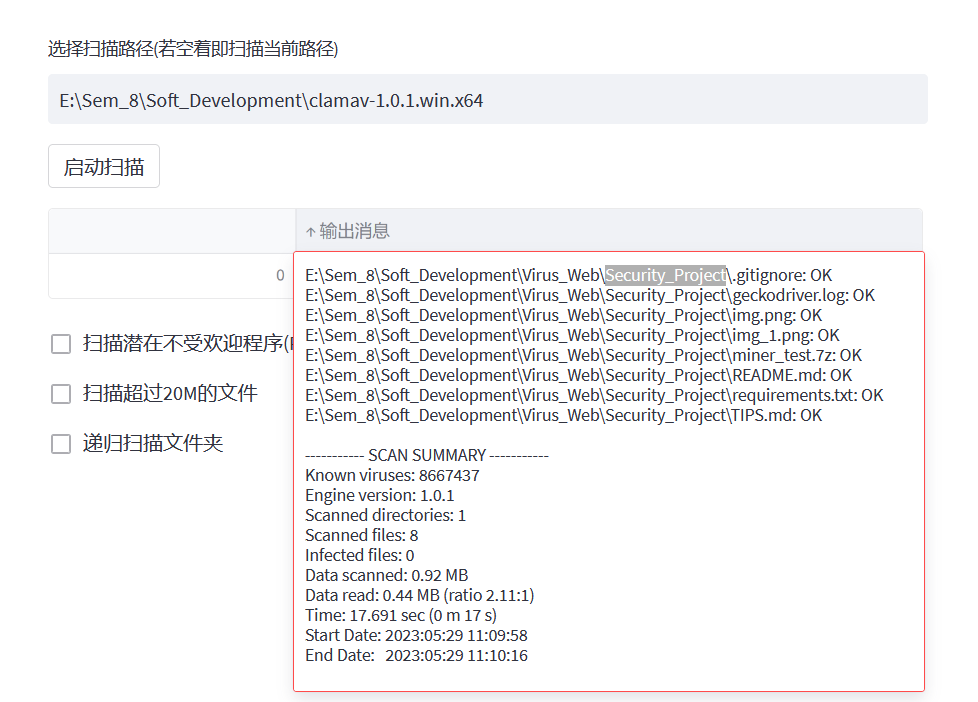 选择扫描路径(若空着即扫描当前路径)
E:\Sem_8\Soft_Development\clamav-1.0.1.win.x64
启动扫描
↑ 输出消息
0
E:\Sem_8\Soft_Development\Virus_Web\Security_Project\.gitignore: OK
E:\Sem_8\Soft_Development\Virus_Web\Security_Project\geckodriver.log: OK
E:\Sem_8\Soft_Development\Virus_Web\Security_Project\img.png: OK
E:\Sem_8\Soft_Development\Virus_Web\Security_Project\img_1.png: OK
E:\Sem_8\Soft_Development\Virus_Web\Security_Project\miner_test.7z: OK
E:\Sem_8\Soft_Development\Virus_Web\Security_Project\README.md: OK
E:\Sem_8\Soft_Development\Virus_Web\Security_Project\requirements.txt: OK
E:\Sem_8\Soft_Development\Virus_Web\Security_Project\TIPS.md: OK
----------- SCAN SUMMARY -----------
Known viruses: 8667437
Engine version: 1.0.1
Scanned directories: 1
Scanned files: 8
Infected files: 0
Data scanned: 0.92 MB
Data read: 0.44 MB (ratio 2.11:1)
Time: 17.691 sec (0 m 17 s)
Start Date: 2023:05:29 11:09:58
End Date:   2023:05:29 11:10:16
扫描潜在不受欢迎程序(
扫描超过20M的文件
递归扫描文件夹